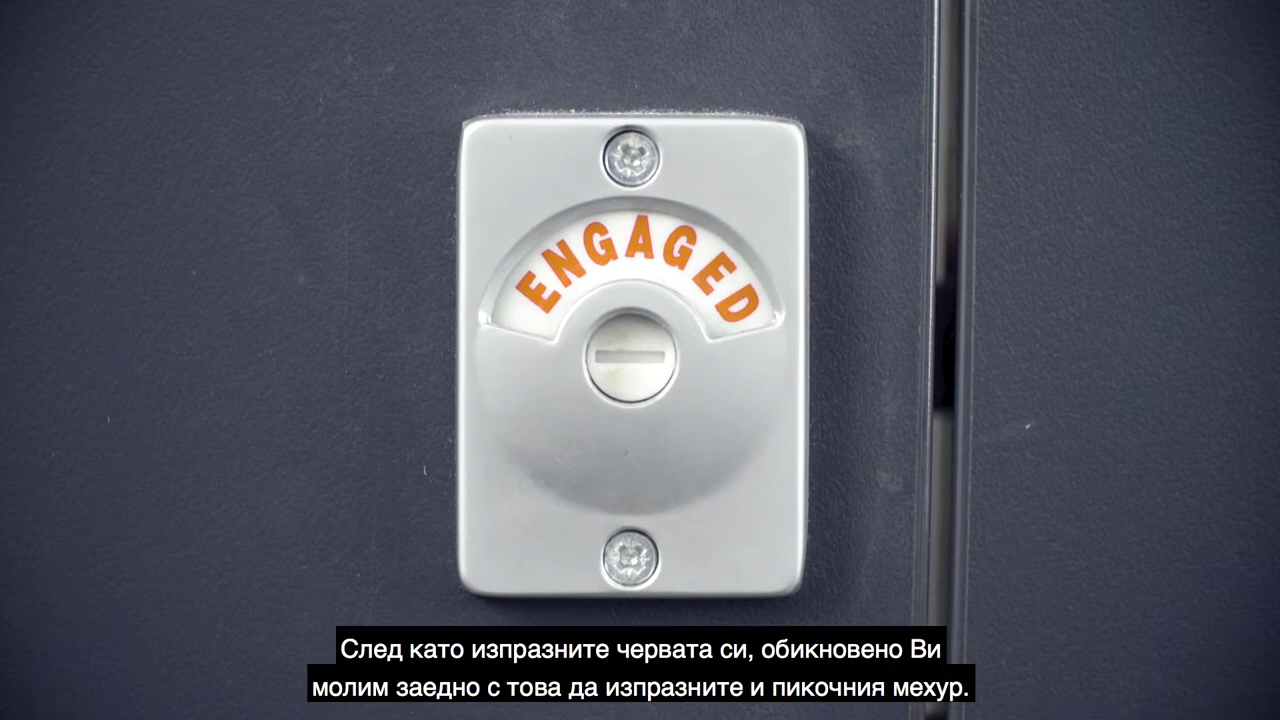 ENGAGED
След като изпразните червата си, обикновено Ви
молим заедно с това да изпразните и пикочния мехур.